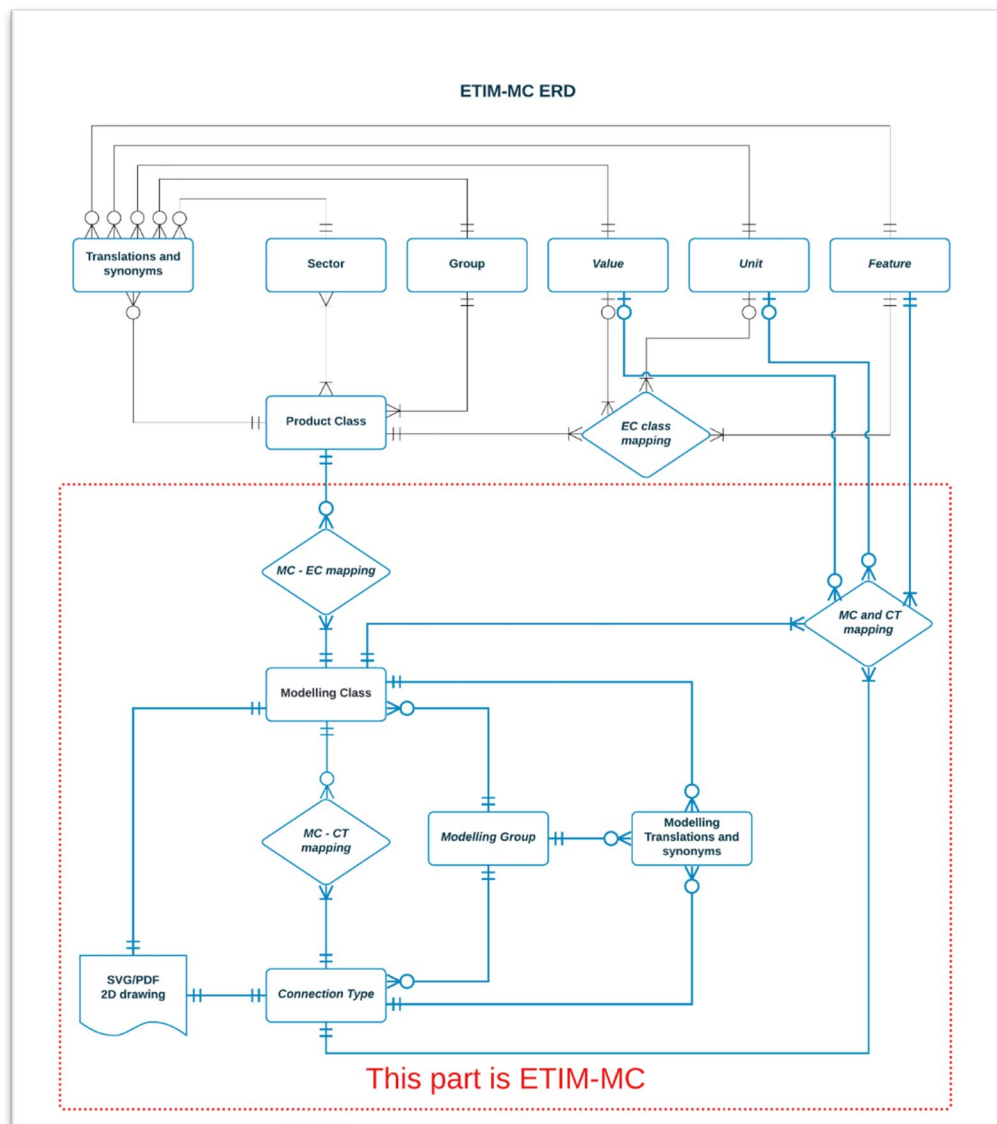 ETIM-MC ERD
Translations and
synonyms
Sector
Group
Value
Unit
Feature
Product Class
EC class
mapping
MC - EC mapping
MC and CT
mapping
Modelling Class
MC - CT
mapping
Modelling Group
Modelling
Translations and
synonyms
SVG/PDF
2D drawing
Connection Type
This part is ETIM-MC